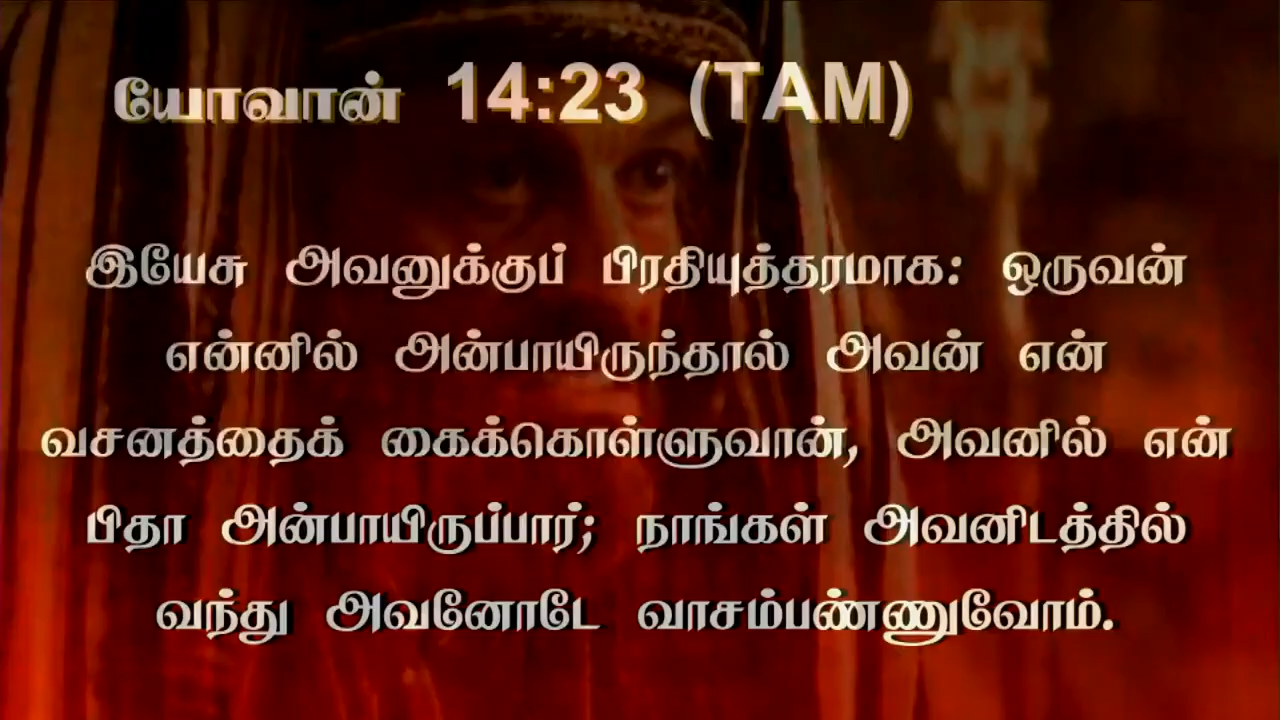 யோவான் 14:23 (TAM)
இயேசு அவனுக்குப் பிரதியுத்தரமாக: ஒருவன்
என்னில் அன்பாயிருந்தால் அவன் என்
வசனத்தைக் கைக்கொள்ளுவான், அவனில் என்
பிதா அன்பாயிருப்பார்; நாங்கள் அவனிடத்தில்
வந்து அவனோடே வாசம்பண்ணுவோம்.